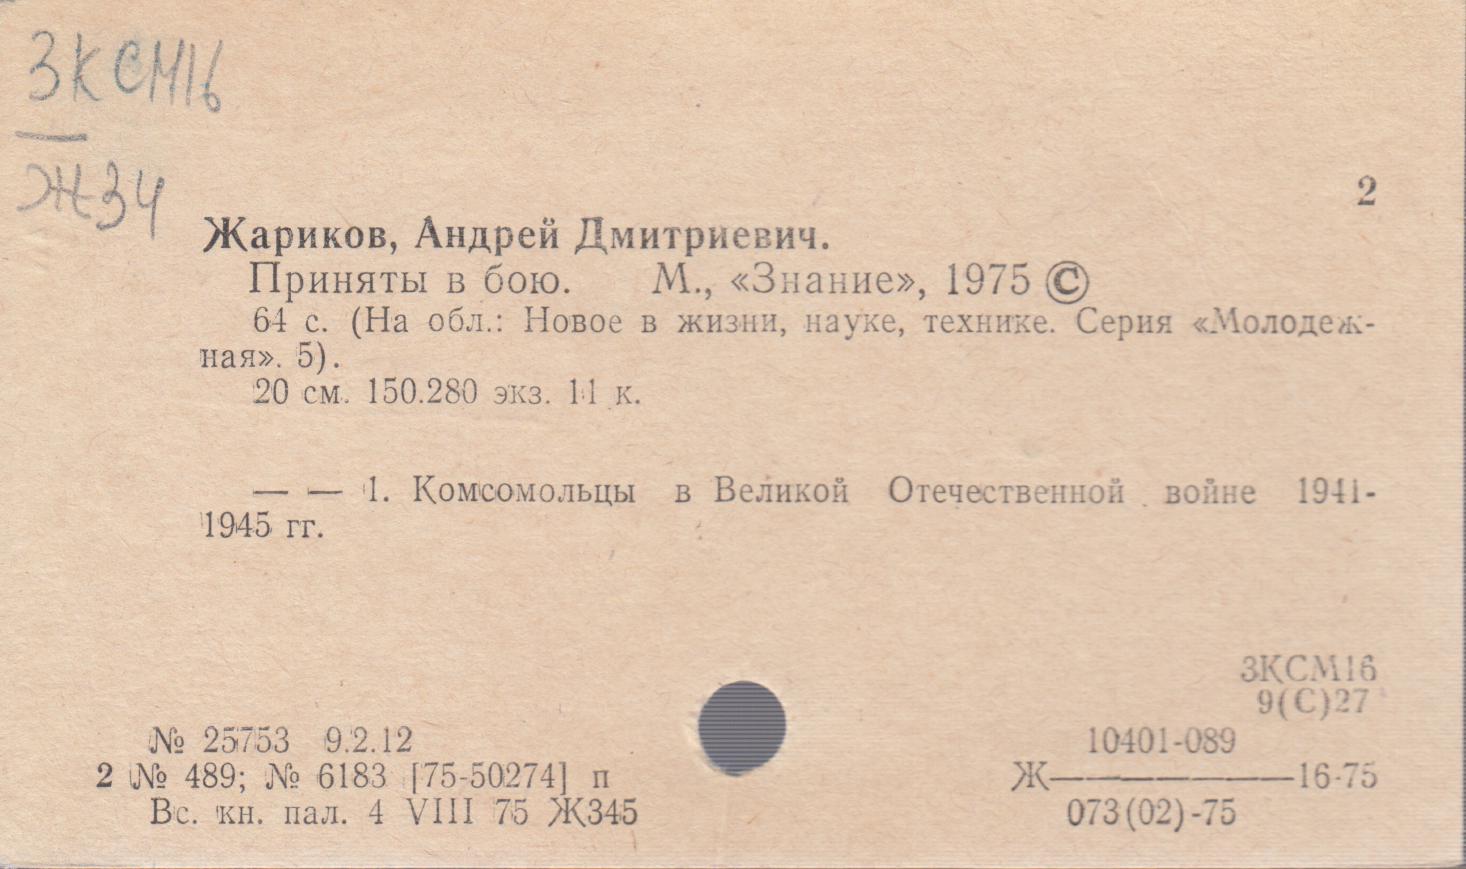 3КСМ16
Ж34
2
Жариков, Андрей Дмитриевич.
Приняты в бою. М., «Знание», 1975 ©
64 с. (На обл.: Новое в жизни, науке, технике. Серия «Молодеж-
ная». 5).
20 см. 150.280 экз. 11 к.
— — 1. Комсомольцы в Великой Отечественной войне 1941-
1945 гг.
3КСМ16
9(С)27
№ 25753 9.2.12
2 № 489; № 6183 [75-50274] п
Вс. кн. пал. 4 VIII 75 Ж345
10401-089
Ж———————16-75
073(02)-75